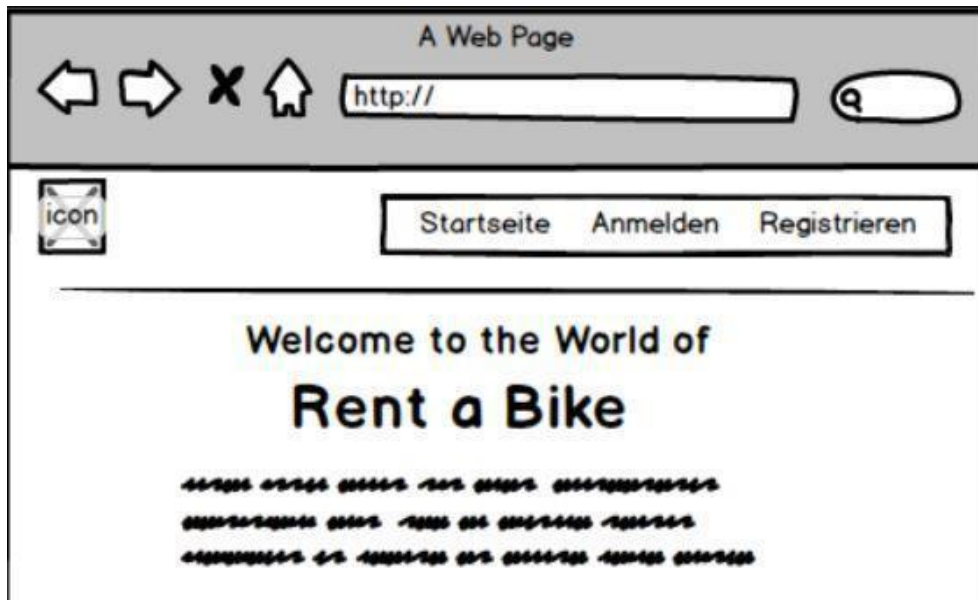 A Web Page
http://
icon
Startseite Anmelden Registrieren
Welcome to the World of
Rent a Bike